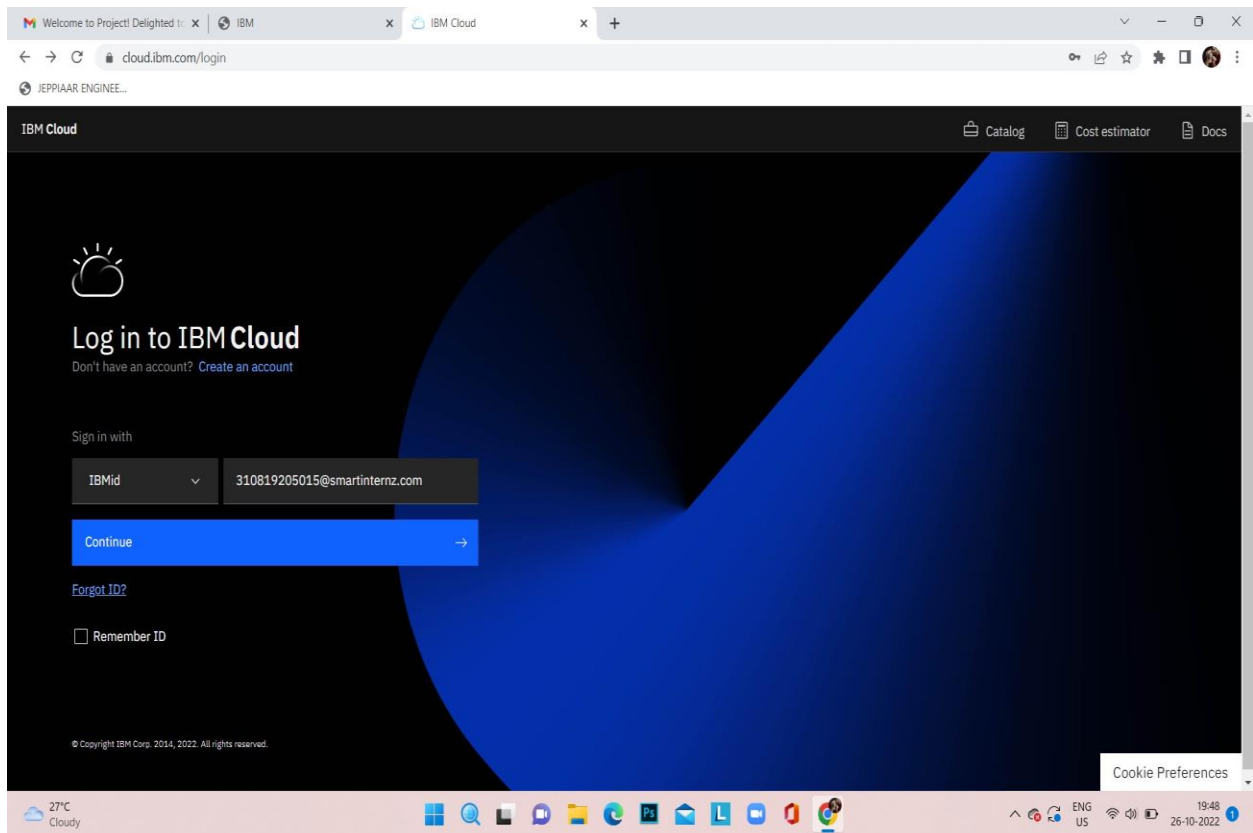 Welcome to Project! Delighted to
IBM
IBM Cloud
cloud.ibm.com/login
JEPPIAAR ENGINEE...
IBM Cloud
Catalog
Cost estimator
Docs
Log in to IBM Cloud
Don't have an account? Create an account
Sign in with
IBMid
310819205015@smartinternz.com
Continue
Forgot ID?
Remember ID
© Copyright IBM Corp. 2014, 2022. All rights reserved.
Cookie Preferences
27°C
Cloudy
Ps
L
ENG
US
19:48
26-10-2022
1